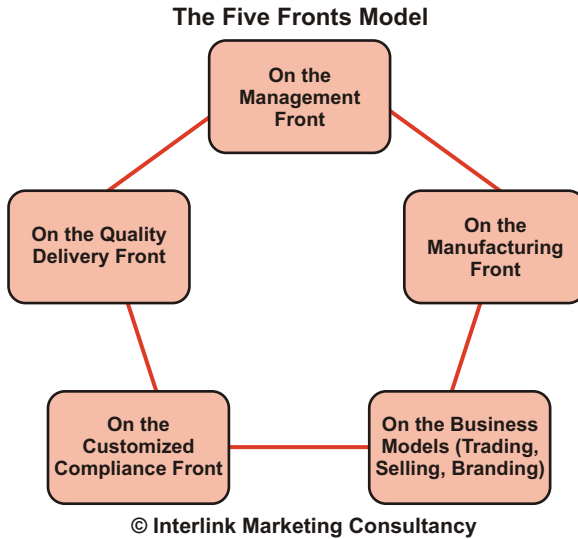 The Five Fronts Model
On the
Management
Front
On the Quality
Delivery Front
On the
Manufacturing
Front
On the
Customized
Compliance Front
On the Business
Models (Trading,
Selling, Branding)
© Interlink Marketing Consultancy